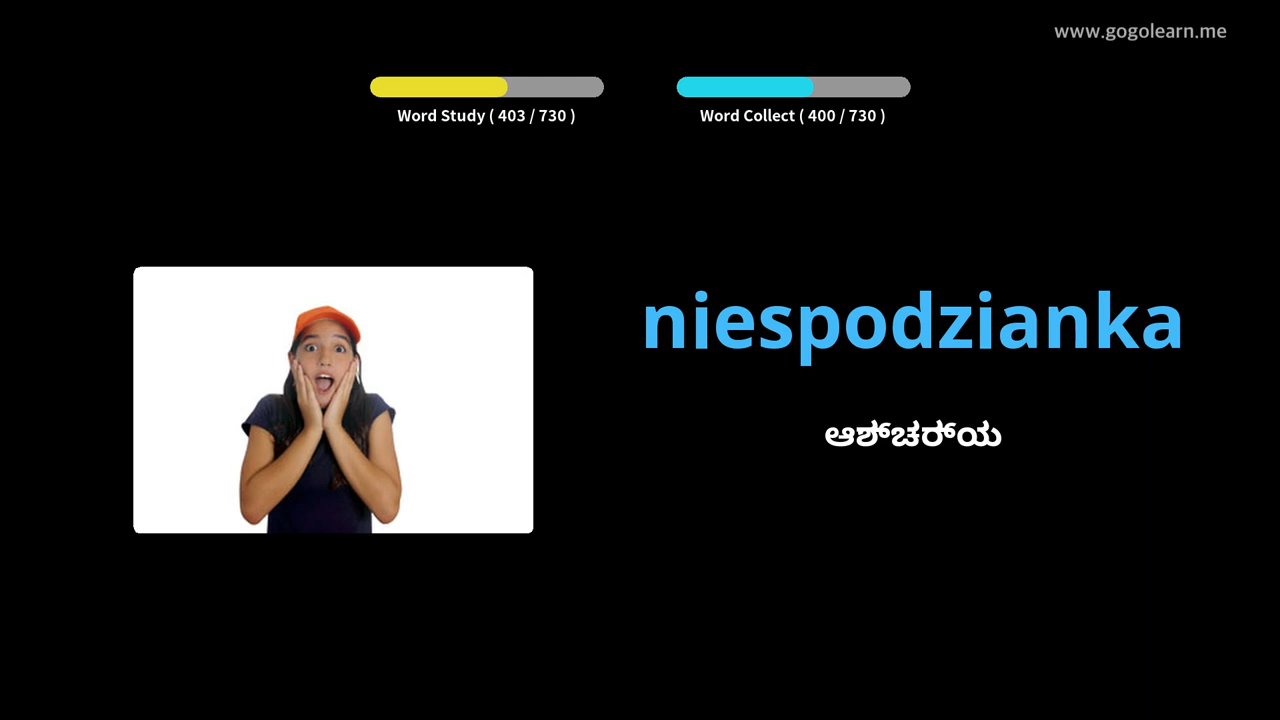 www.gogolearn.me
Word Study ( 403 / 730 )
Word Collect ( 400 / 730 )
niespodzianka
ಆಶ್‌ಚರ್‌ಯ